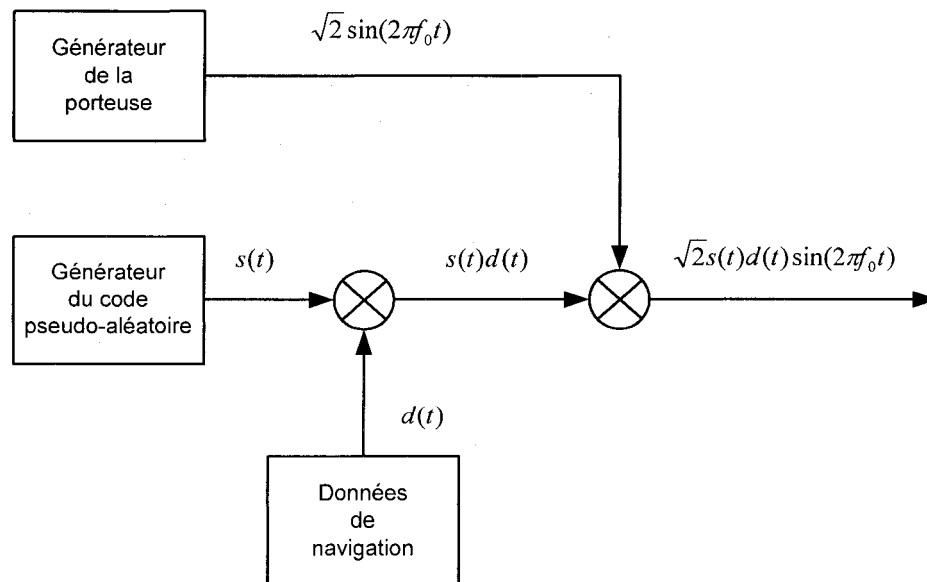 √2 sin(2πf₀t)
Générateur
de la
porteuse
s(t)
s(t)d(t)
√2s(t)d(t)sin(2πf₀t)
Générateur
du code
pseudo-aléatoire
d(t)
Données
de
navigation